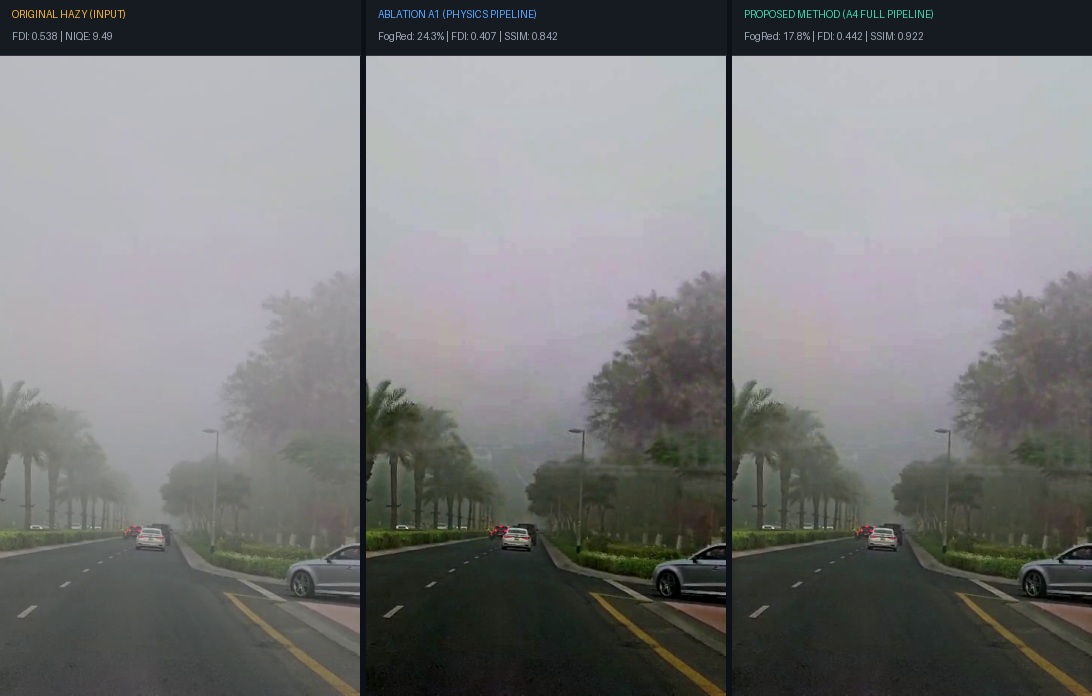 ORIGINAL HAZY (INPUT)
FDI: 0.538 | NIQE: 9.49
ABLATION A1 (PHYSICS PIPELINE)
FogRed: 24.3% | FDI: 0.407 | SSIM: 0.842
PROPOSED METHOD (A4 FULL PIPELINE)
FogRed: 17.8% | FDI: 0.442 | SSIM: 0.922